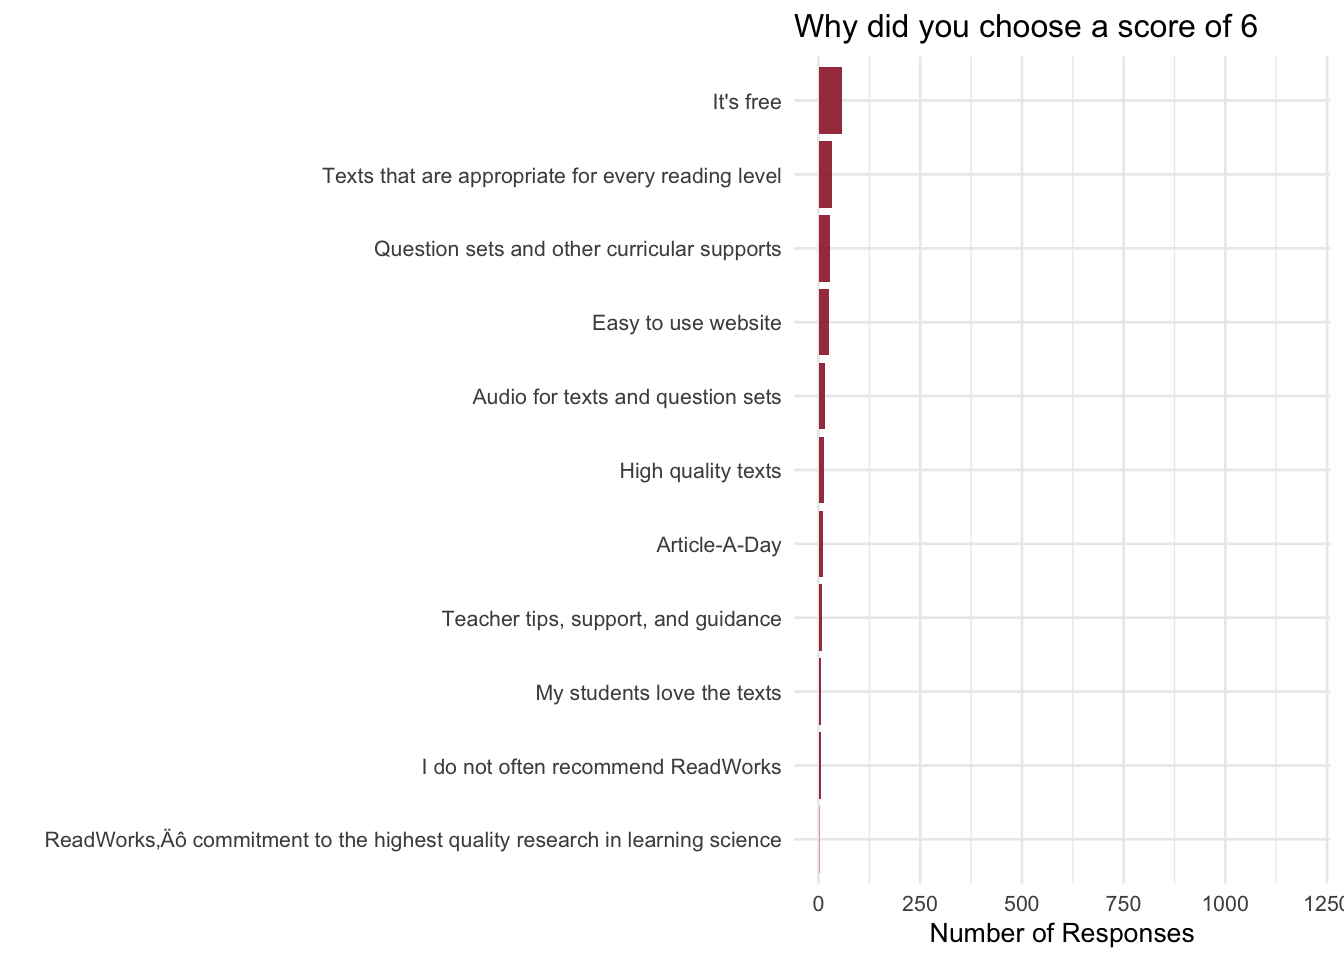 Why did you choose a score of 6
It's free
Texts that are appropriate for every reading level
Question sets and other curricular supports
Easy to use website
Audio for texts and question sets
High quality texts
Article-A-Day
Teacher tips, support, and guidance
My students love the texts
I do not often recommend ReadWorks
ReadWorks‚Äô commitment to the highest quality research in learning science
0 250 500 750 1000 1250
Number of Responses